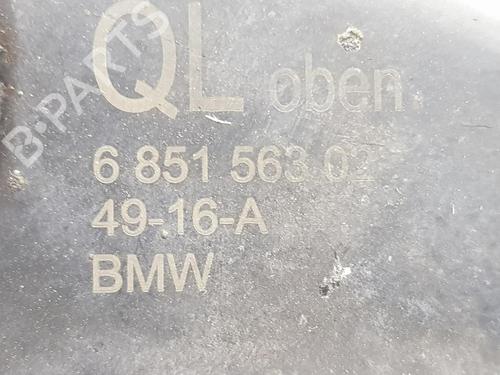 B-PARTS
QL oben
6 851 563 02
49-16-A
BMW